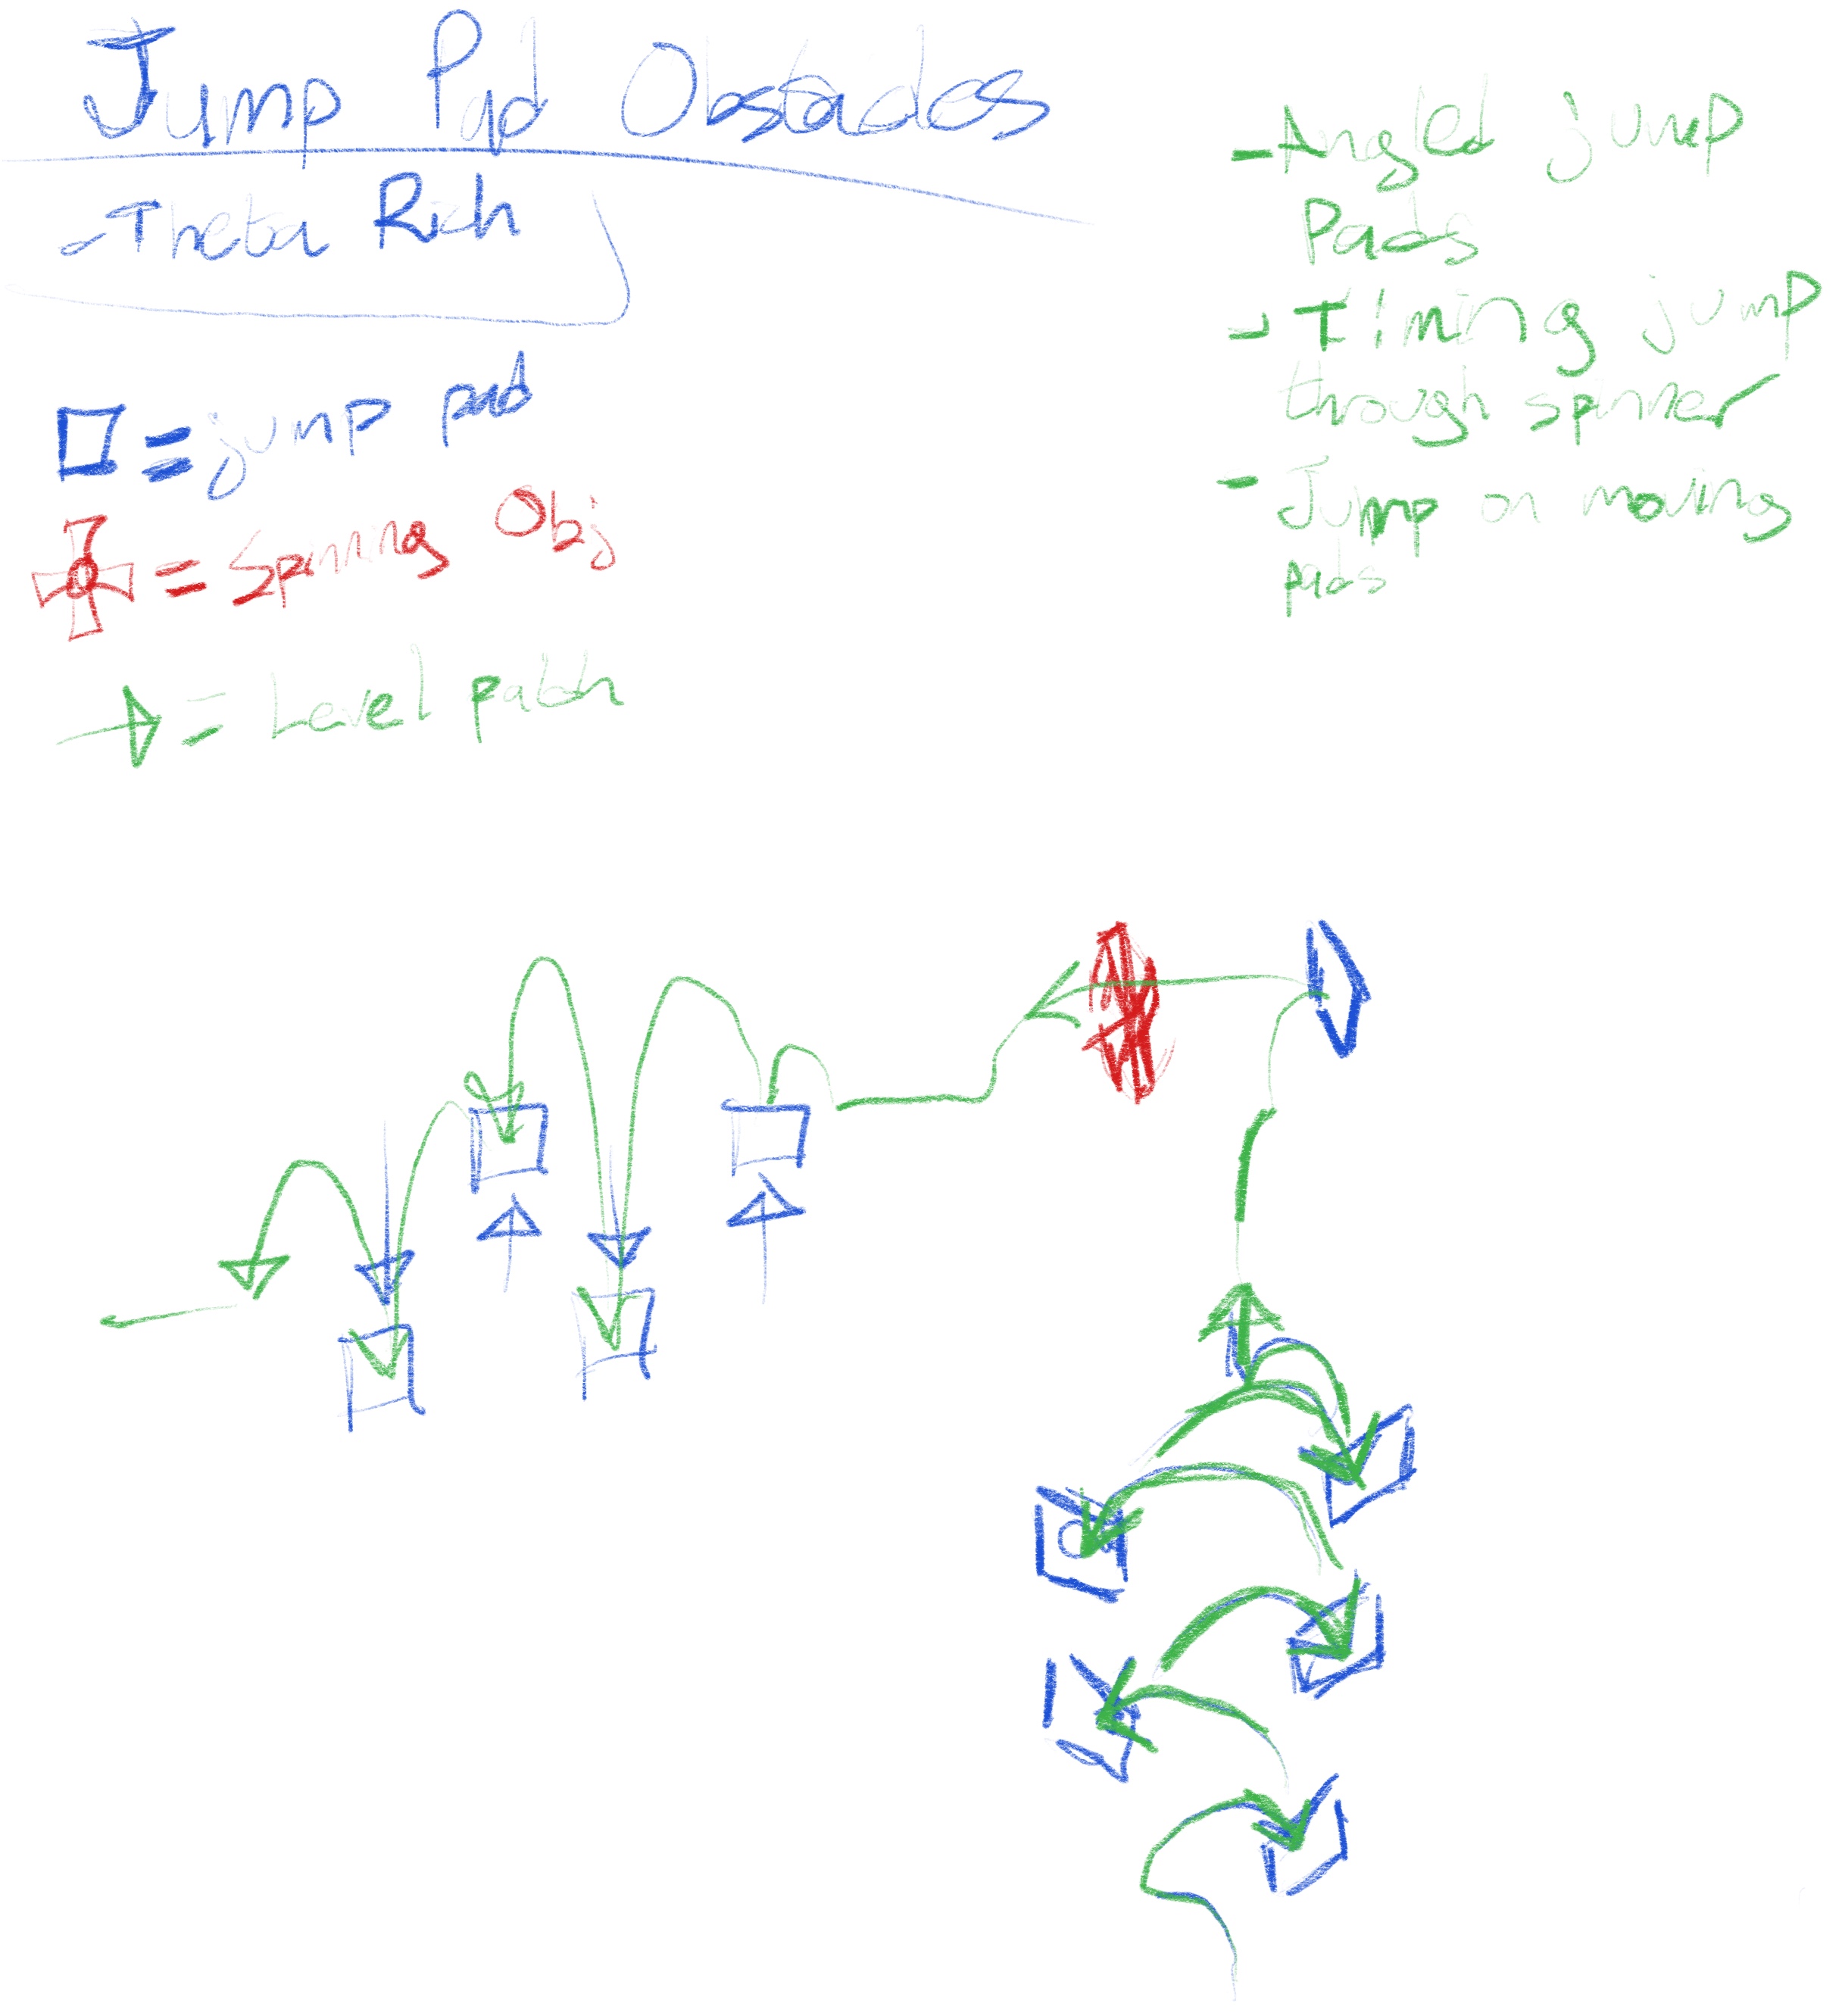 Jump Pad Obstacles
- Theta Rich
= jump pad
= Spinning Obj
= Level path
- Angled jump
Pads
- Timing jump
through spinner
- Jump on moving
pads